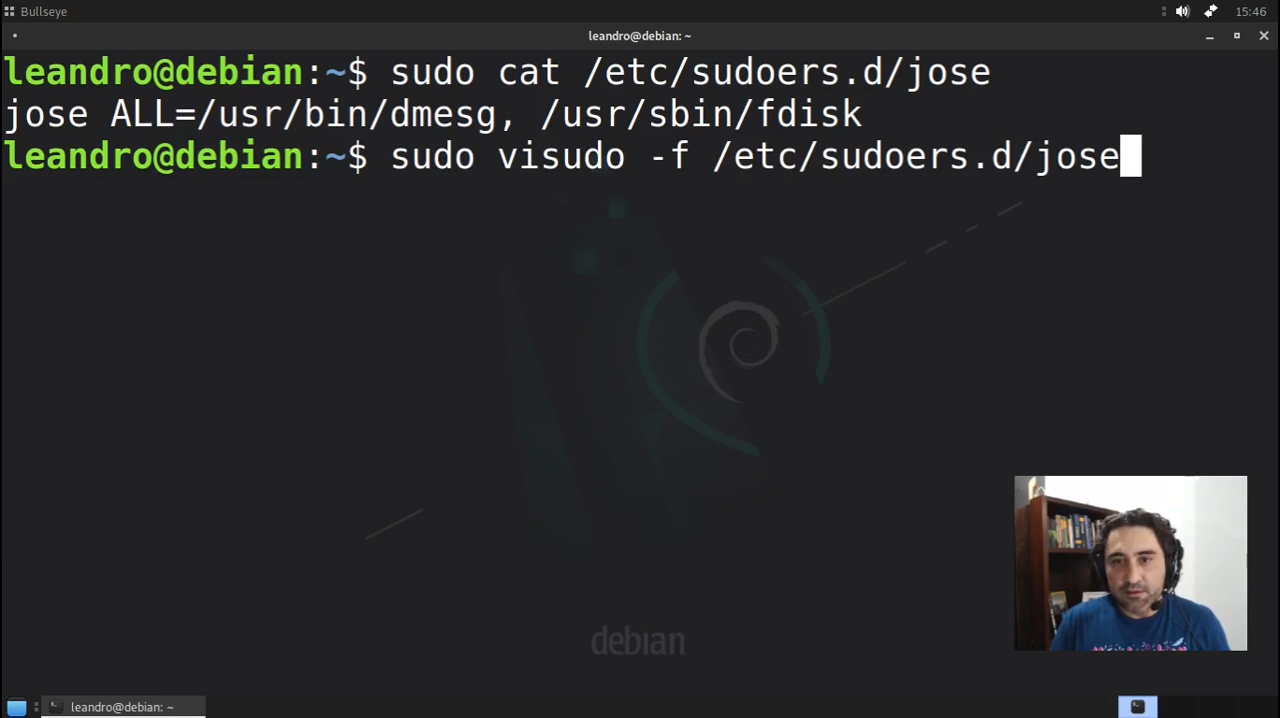 Bullseye
15:46
leandro@debian: ~
leandro@debian:~$ sudo cat /etc/sudoers.d/jose
jose ALL=/usr/bin/dmesg, /usr/sbin/fdisk
leandro@debian:~$ sudo visudo -f /etc/sudoers.d/jose
debian
leandro@debian: ~